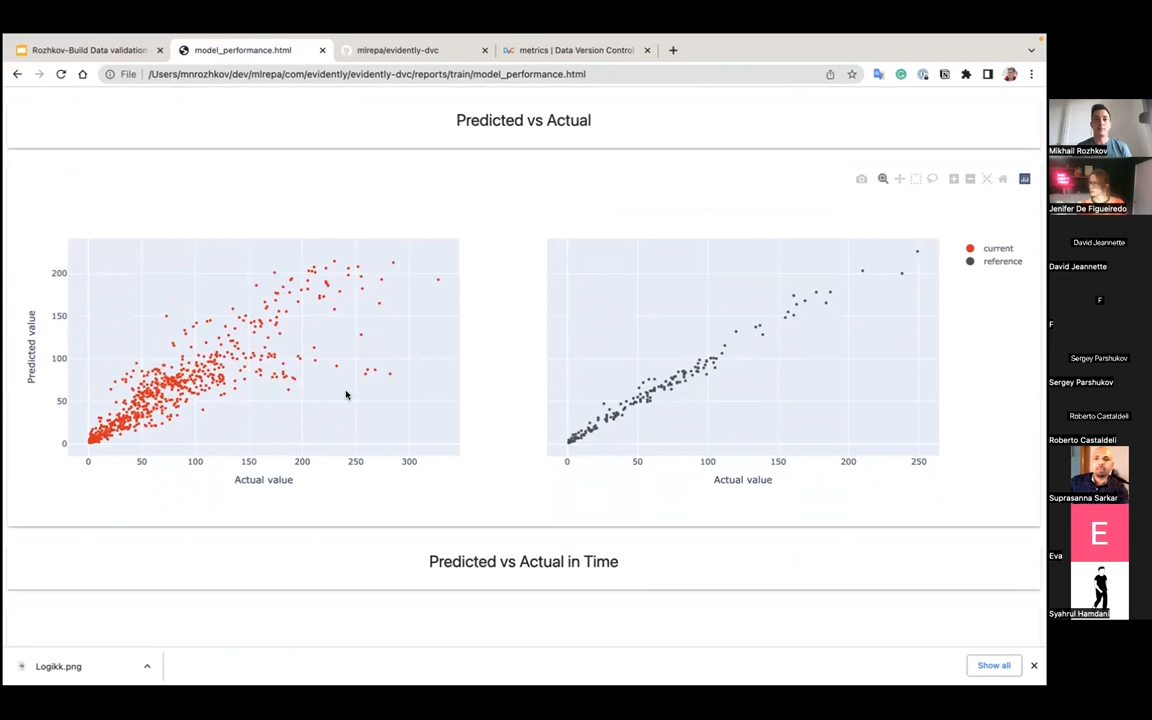 Rozhkov-Build Data validation
model_performance.html
mlrepa/evidently-dvc
metrics | Data Version Control
File
/Users/mnrozhkov/dev/mlrepa/com/evidently/evidently-dvc/reports/train/model_performance.html
Predicted vs Actual
current
reference
Predicted value
200
150
100
50
0
0 50 100 150 200 250 300
0 50 100 150 200 250
Actual value
Actual value
Predicted vs Actual in Time
Logikk.png
Show all
Mikhail Rozhkov
Jenifer De Figueiredo
David Jeannette
David Jeannette
F
F
Sergey Parshukov
Sergey Parshukov
Roberto Castaldeli
Roberto Castaldeli
Suprasanna Sarkar
E
Eva
Syahrul Hamdani